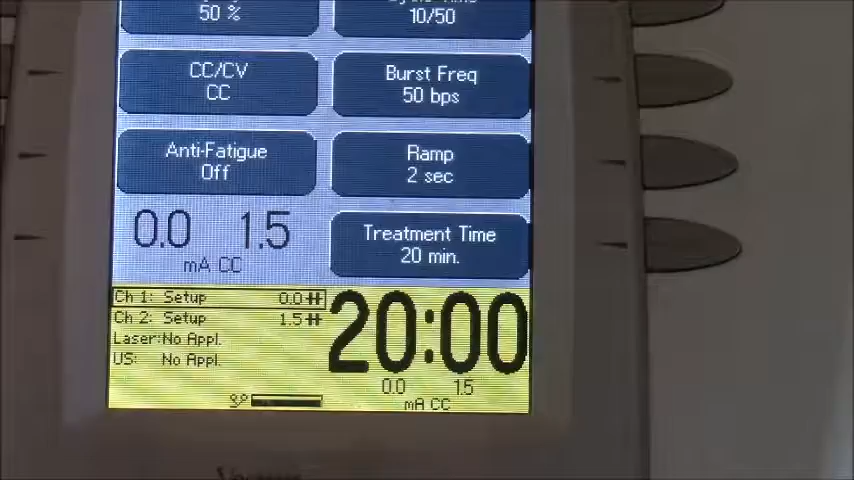 50 %
10/50
CC/CV
CC
Burst Freq
50 bps
Anti-Fatigue
Off
Ramp
2 sec
0.0 1.5
mA CC
Treatment Time
20 min.
Ch 1: Setup 0.0
Ch 2: Setup 1.5
Laser: No Appl.
US: No Appl.
20:00
0.0 1.5
mA CC